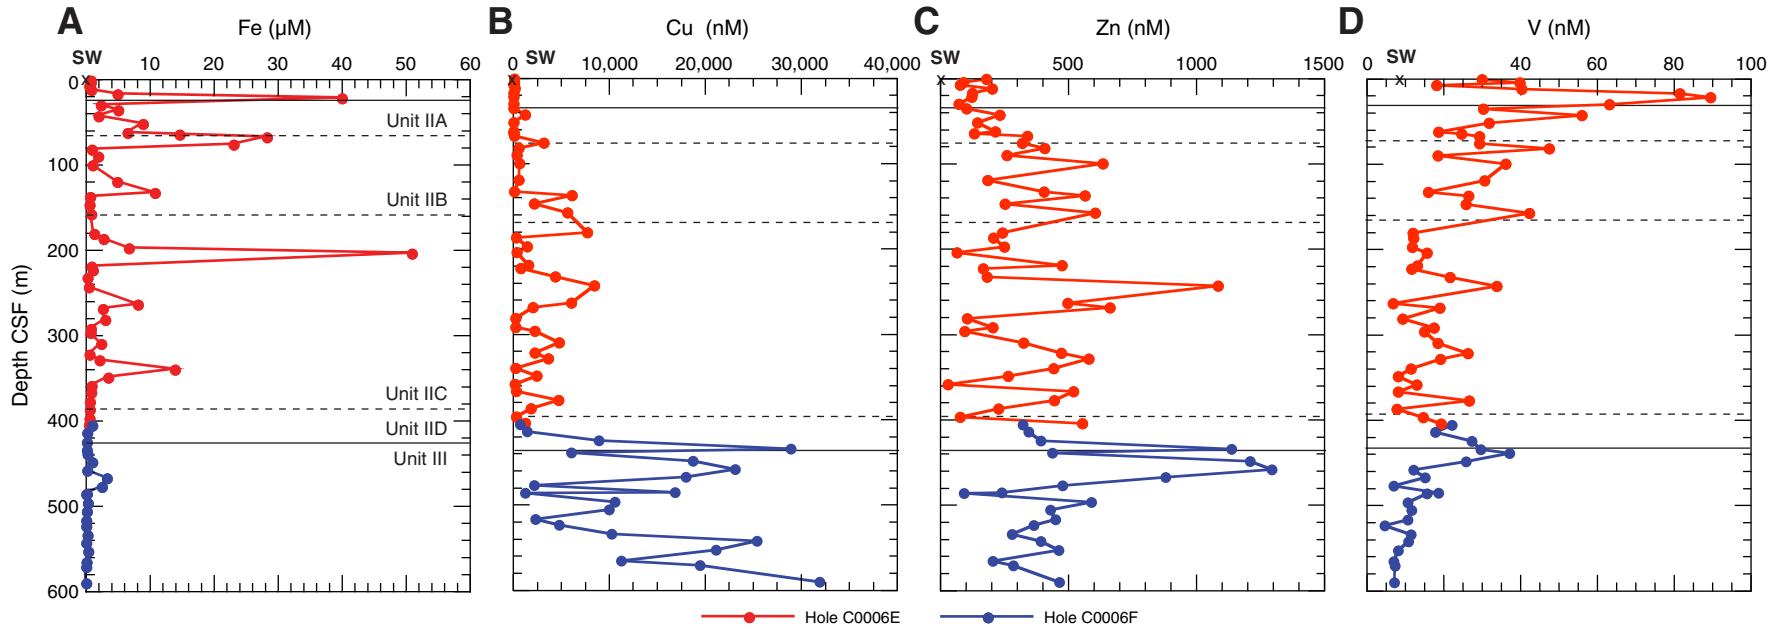 A Fe (µM) B Cu (nM) C Zn (nM) D V (nM)
SW SW SW SW
10 20 30 40 50 60 0 10,000 20,000 30,000 40,000 500 1000 1500 0 20 40 60 80 100
0 x x x x
Unit IIA
100
Unit IIB
200
Depth CSF (m)
300
Unit IIC
400
Unit IID
Unit III
500
600
Hole C0006E Hole C0006F